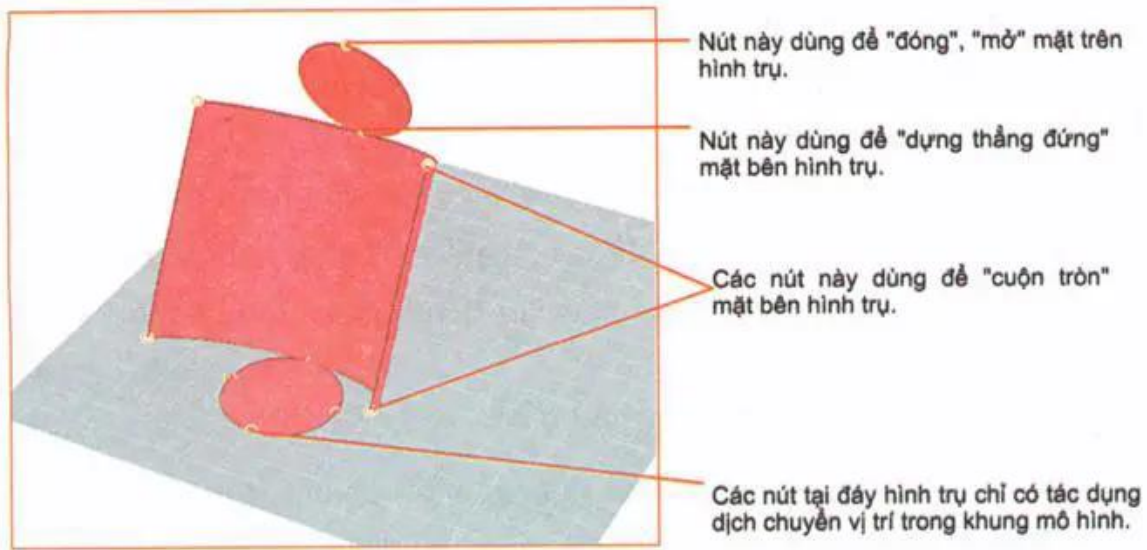 Nút này dùng để "đóng", "mở" mặt trên
hình trụ.
Nút này dùng để "dựng thẳng đứng"
mặt bên hình trụ.
Các nút này dùng để "cuộn tròn"
mặt bên hình trụ.
Các nút tại đáy hình trụ chỉ có tác dụng
dịch chuyển vị trí trong khung mô hình.